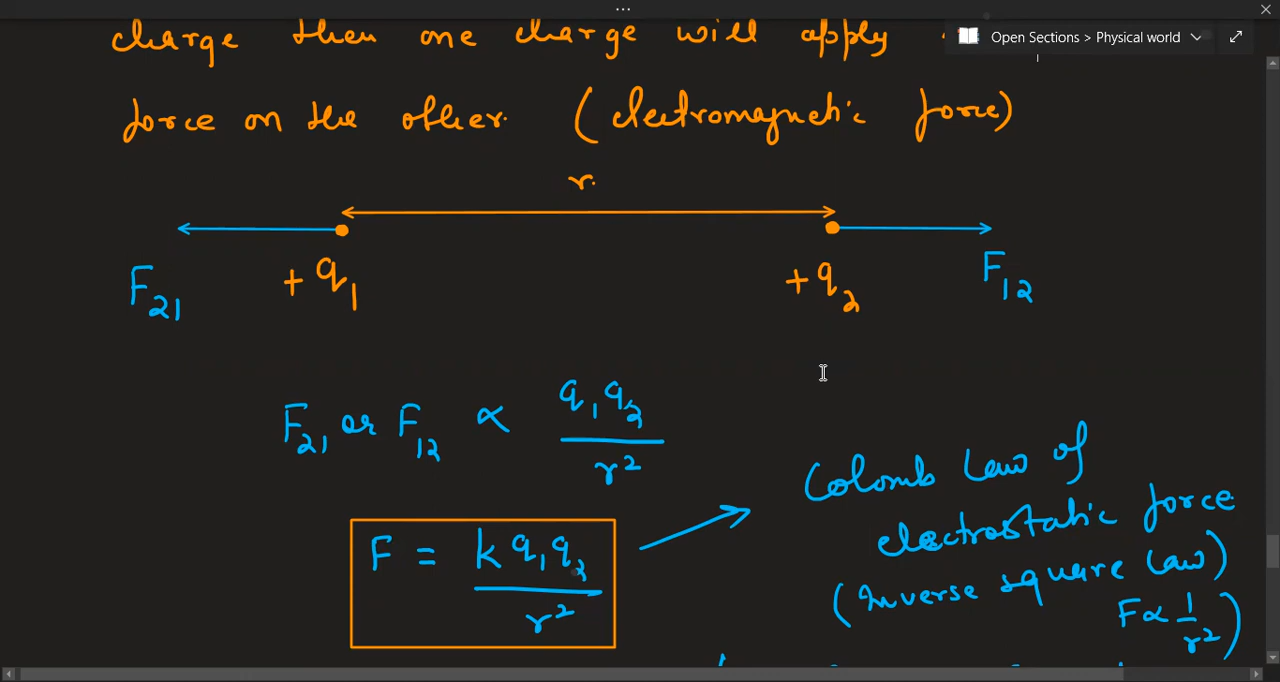 charge then one charge will apply
Open Sections > Physical world
force on the other. (electromagnetic force)
r.
F21 +q1 +q2 F12
F21 or F12 ∝ q1q2 / r²
Colomb Law of
electrostatic force
(Inverse square law)
F = k q1q2 / r²
F ∝ 1/r² )